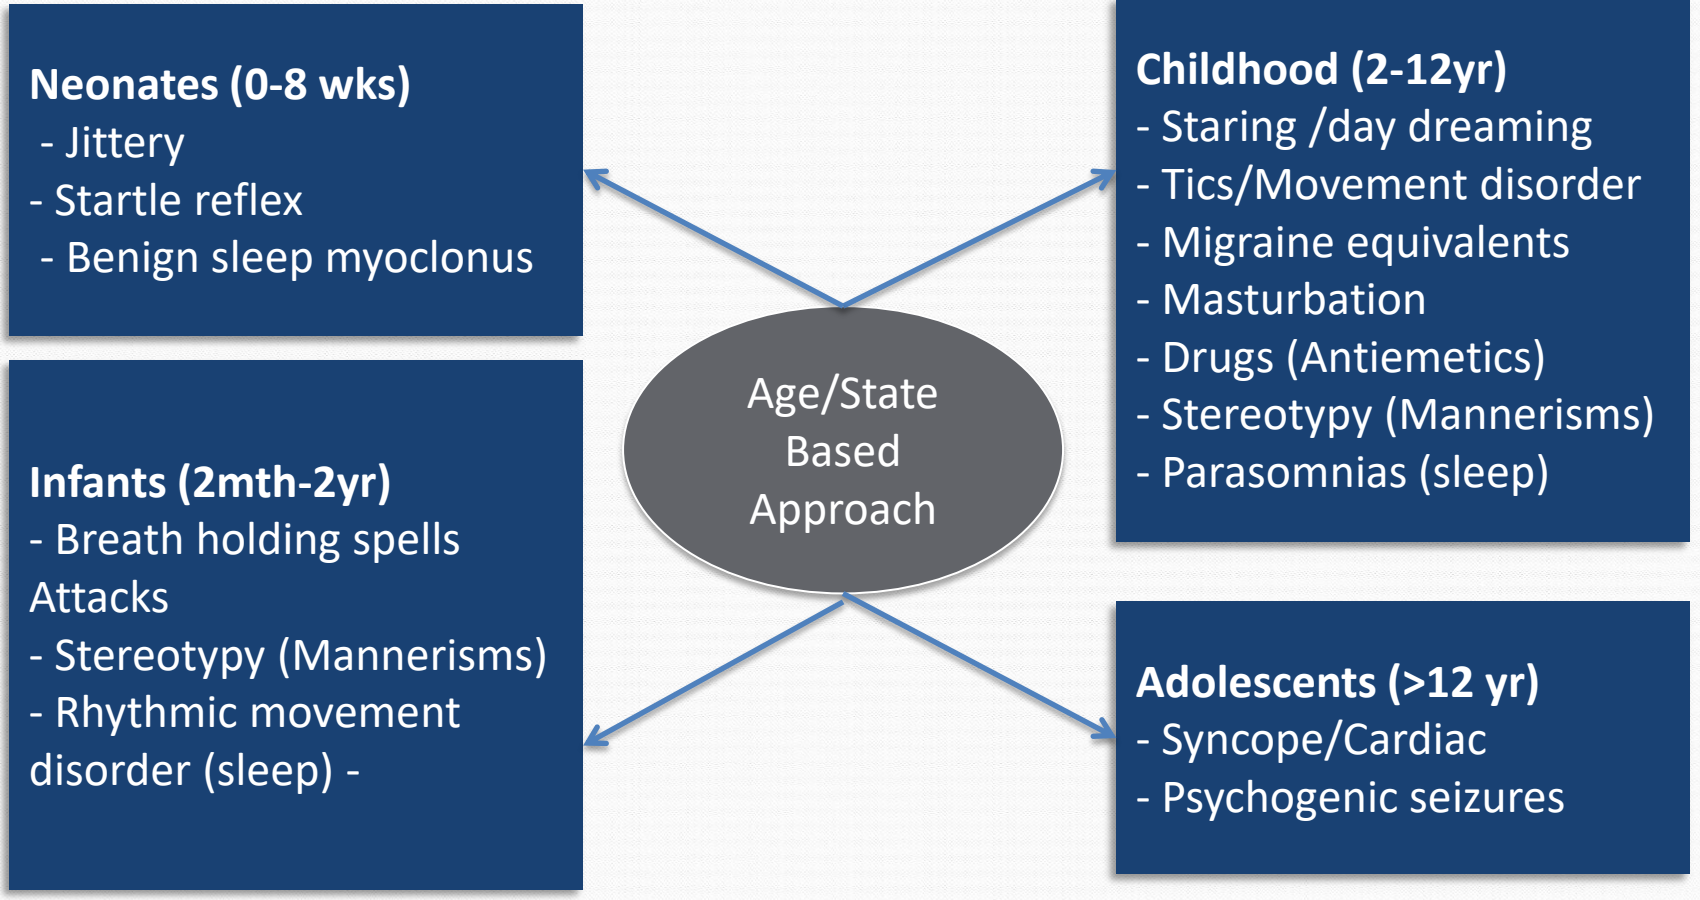 Neonates (0-8 wks)
- Jittery
- Startle reflex
- Benign sleep myoclonus
Infants (2mth-2yr)
- Breath holding spells
Attacks
- Stereotypy (Mannerisms)
- Rhythmic movement
disorder (sleep) -
Age/State
Based
Approach
Childhood (2-12yr)
- Staring /day dreaming
- Tics/Movement disorder
- Migraine equivalents
- Masturbation
- Drugs (Antiemetics)
- Stereotypy (Mannerisms)
- Parasomnias (sleep)
Adolescents (>12 yr)
- Syncope/Cardiac
- Psychogenic seizures